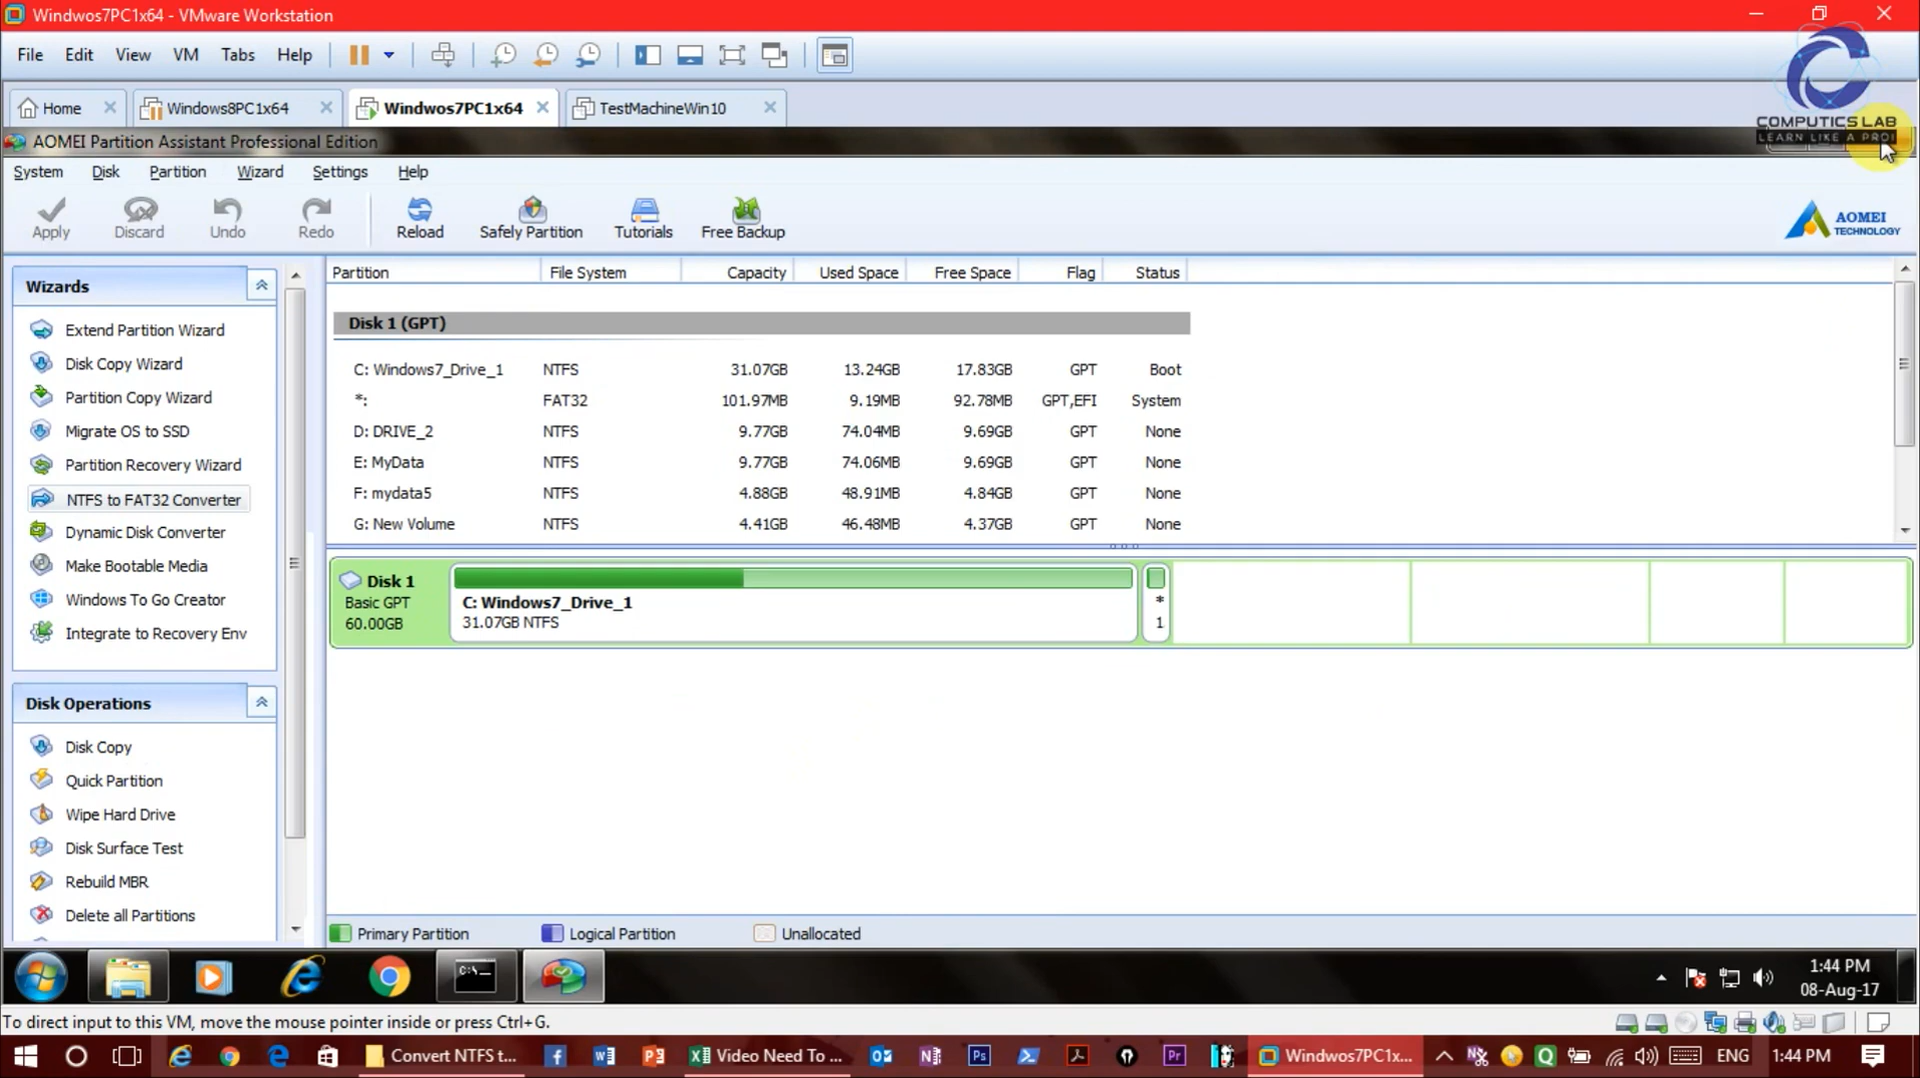 Windwos7PC1x64 - VMware Workstation
File Edit View VM Tabs Help
Home Windows8PC1x64 Windwos7PC1x64 TestMachineWin10
COMPUTICS LAB
LEARN LIKE A PRO!
AOMEI Partition Assistant Professional Edition
System Disk Partition Wizard Settings Help
Apply Discard Undo Redo Reload Safely Partition Tutorials Free Backup
AOMEI
TECHNOLOGY
Wizards
Extend Partition Wizard
Disk Copy Wizard
Partition Copy Wizard
Migrate OS to SSD
Partition Recovery Wizard
NTFS to FAT32 Converter
Dynamic Disk Converter
Make Bootable Media
Windows To Go Creator
Integrate to Recovery Env
Disk Operations
Disk Copy
Quick Partition
Wipe Hard Drive
Disk Surface Test
Rebuild MBR
Delete all Partitions
Partition File System Capacity Used Space Free Space Flag Status
Disk 1 (GPT)
C: Windows7_Drive_1 NTFS 31.07GB 13.24GB 17.83GB GPT Boot
*: FAT32 101.97MB 9.19MB 92.78MB GPT,EFI System
D: DRIVE_2 NTFS 9.77GB 74.04MB 9.69GB GPT None
E: MyData NTFS 9.77GB 74.06MB 9.69GB GPT None
F: mydata5 NTFS 4.88GB 48.91MB 4.84GB GPT None
G: New Volume NTFS 4.41GB 46.48MB 4.37GB GPT None
Disk 1
Basic GPT
60.00GB
C: Windows7_Drive_1
31.07GB NTFS
*
1
Primary Partition Logical Partition Unallocated
C:\
1:44 PM
08-Aug-17
To direct input to this VM, move the mouse pointer inside or press Ctrl+G.
Convert NTFS t... Video Need To ... Windwos7PC1x... ENG 1:44 PM